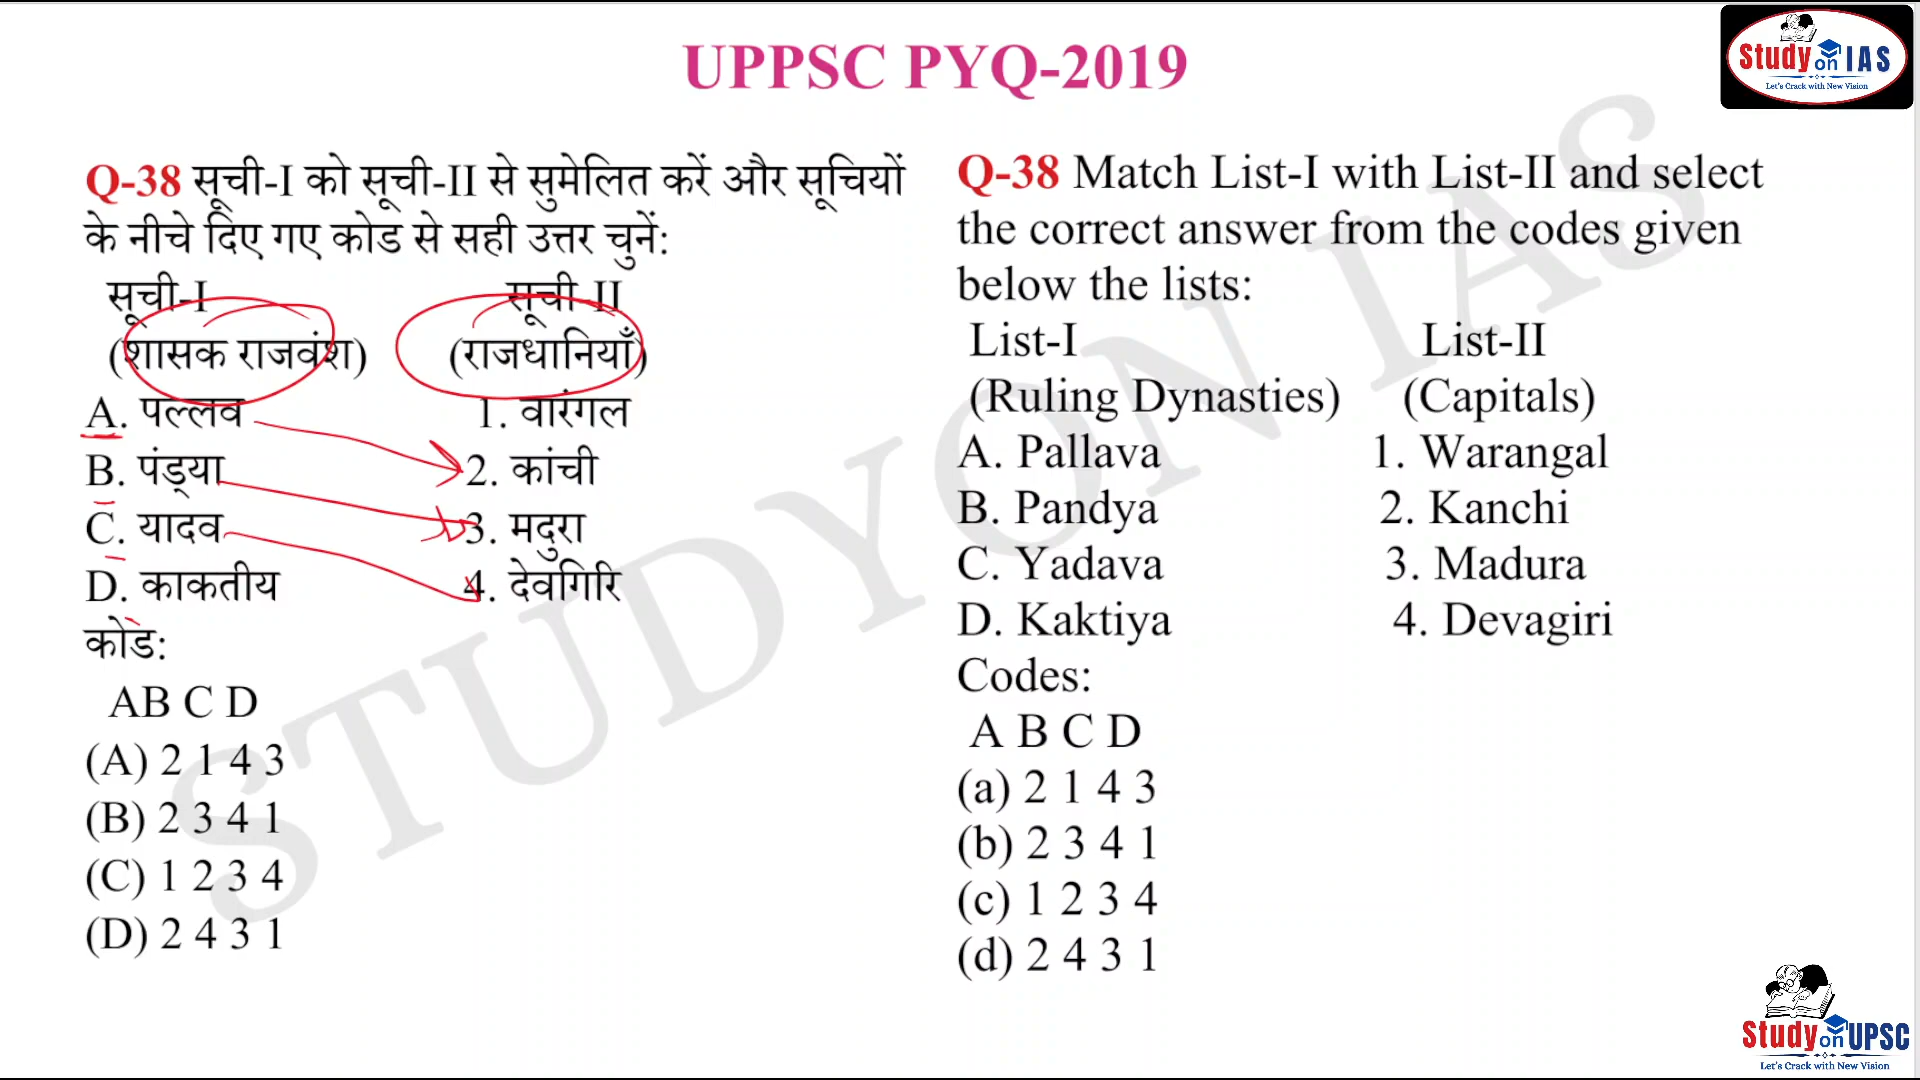 UPPSC PYQ-2019
Study on IAS
Let's Crack with New Vision
Q-38 सूची-I को सूची-II से सुमेलित करें और सूचियों
के नीचे दिए गए कोड से सही उत्तर चुनें:
सूची-I सूची-II
(शासक राजवंश) (राजधानियाँ)
A. पल्लव 1. वारंगल
B. पंड्या 2. कांची
C. यादव 3. मदुरा
D. काकतीय 4. देवगिरि
कोड:
AB C D
(A) 2 1 4 3
(B) 2 3 4 1
(C) 1 2 3 4
(D) 2 4 3 1
Q-38 Match List-I with List-II and select
the correct answer from the codes given
below the lists:
List-I List-II
(Ruling Dynasties) (Capitals)
A. Pallava 1. Warangal
B. Pandya 2. Kanchi
C. Yadava 3. Madura
D. Kaktiya 4. Devagiri
Codes:
A B C D
(a) 2 1 4 3
(b) 2 3 4 1
(c) 1 2 3 4
(d) 2 4 3 1
STUDY ON IAS
Study on UPSC
Let's Crack with New Vision